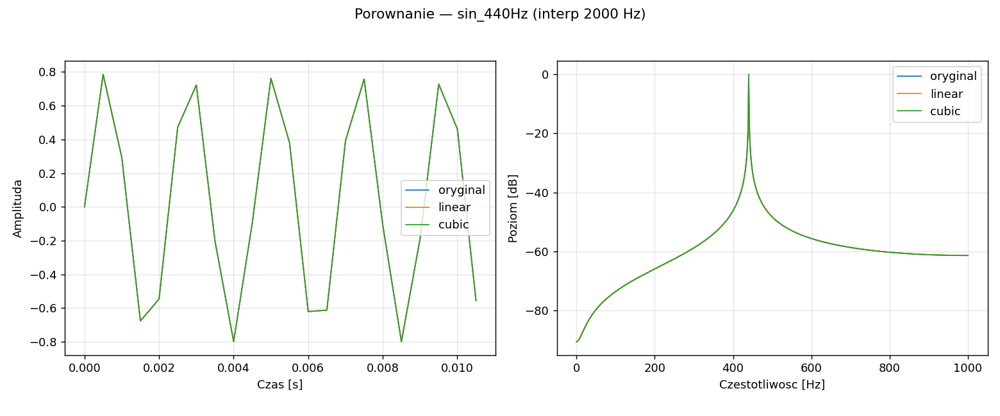 Porownanie — sin_440Hz (interp 2000 Hz)
Amplituda
0.8
0.6
0.4
0.2
0.0
−0.2
−0.4
−0.6
−0.8
oryginal
linear
cubic
0.000
0.002
0.004
0.006
0.008
0.010
Czas [s]
Poziom [dB]
0
−20
−40
−60
−80
oryginal
linear
cubic
0
200
400
600
800
1000
Czestotliwosc [Hz]